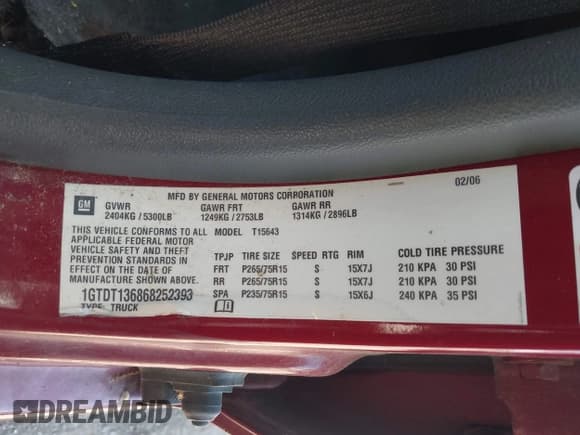 MFD BY GENERAL MOTORS CORPORATION 02/06
GM GVWR GAWR FRT GAWR RR
2404KG / 5300LB 1249KG / 2753LB 1314KG / 2896LB
THIS VEHICLE CONFORMS TO ALL MODEL T15643
APPLICABLE FEDERAL MOTOR
VEHICLE SAFETY AND THEFT
PREVENTION STANDARDS IN
EFFECT ON THE DATE OF
MANUFACTURE SHOWN ABOVE.
1GTDT136868252393
TYPE: TRUCK
TPJP TIRE SIZE SPEED RTG RIM COLD TIRE PRESSURE
FRT P265/75R15 S 15X7J 210 KPA 30 PSI
RR P265/75R15 S 15X7J 210 KPA 30 PSI
SPA P235/75R15 S 15X6J 240 KPA 35 PSI
DREAMBID